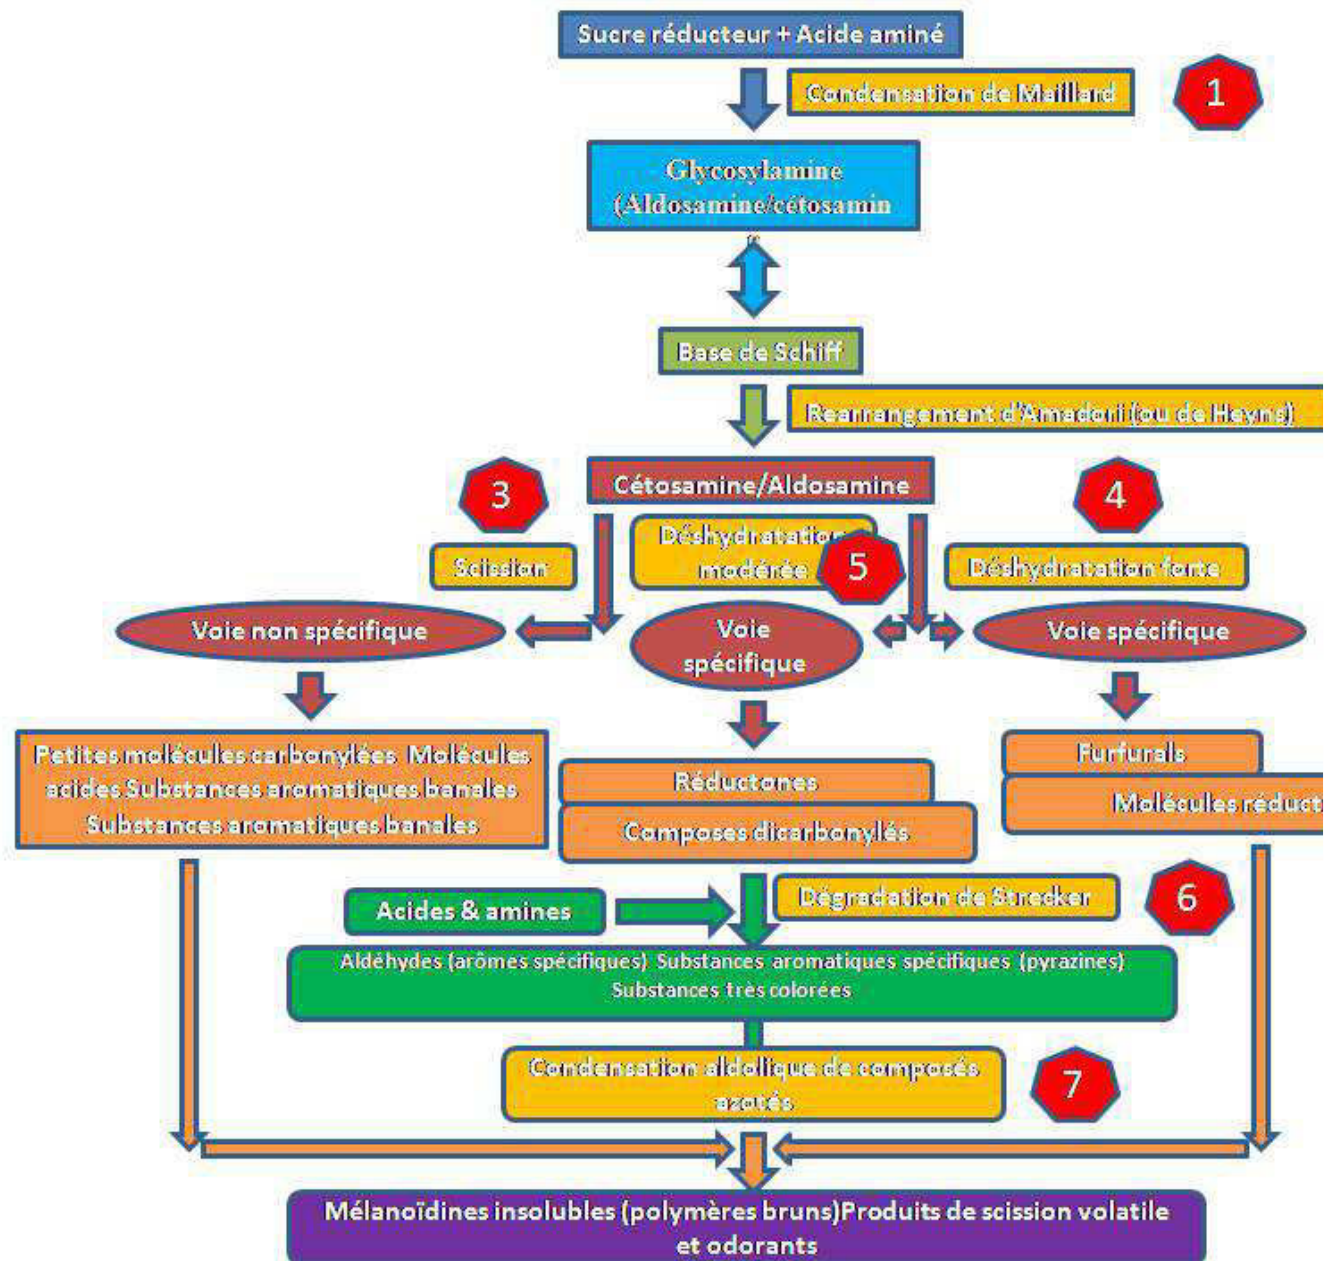 Sucre réducteur + Acide aminé
Condensation de Maillard
1
Glycosylamine
(Aldosamine/cétosamin
Base de Schiff
Rearrangement d'Amadori (ou de Heyns)
Cétosamine/Aldosamine
3
4
Scission
Déshydratation
modérée
5
Déshydratation forte
Voie non spécifique
Voie
spécifique
Voie spécifique
Petites molécules carbonylées Molécules
acides Substances aromatiques banales
Substances aromatiques banales
Réductones
Composes dicarbonylés
Furfurals
Molécules réduct
Acides & amines
Dégradation de Strecker
6
Aldéhydes (arômes spécifiques) Substances aromatiques spécifiques (pyrazines)
Substances très colorées
Condensation aldolique de composés
azotés
7
Mélanoïdines insolubles (polymères bruns)Produits de scission volatile
et odorants